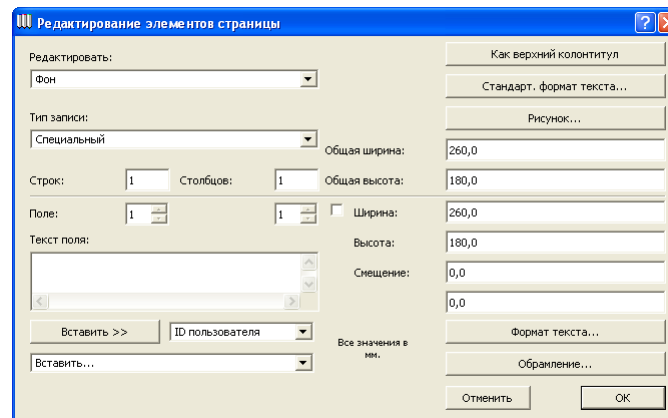 Редактирование элементов страницы
Редактировать:
Как верхний колонтитул
Фон
Стандарт. формат текста...
Тип записи:
Рисунок...
Специальный
Общая ширина:
260,0
Строк:
1
Столбцов:
1
Общая высота:
180,0
Поле:
1
1
Ширина:
260,0
Текст поля:
Высота:
180,0
Смещение:
0,0
0,0
Вставить >>
ID пользователя
Все значения в
мм.
Формат текста...
Вставить...
Обрамление...
Отменить
OK